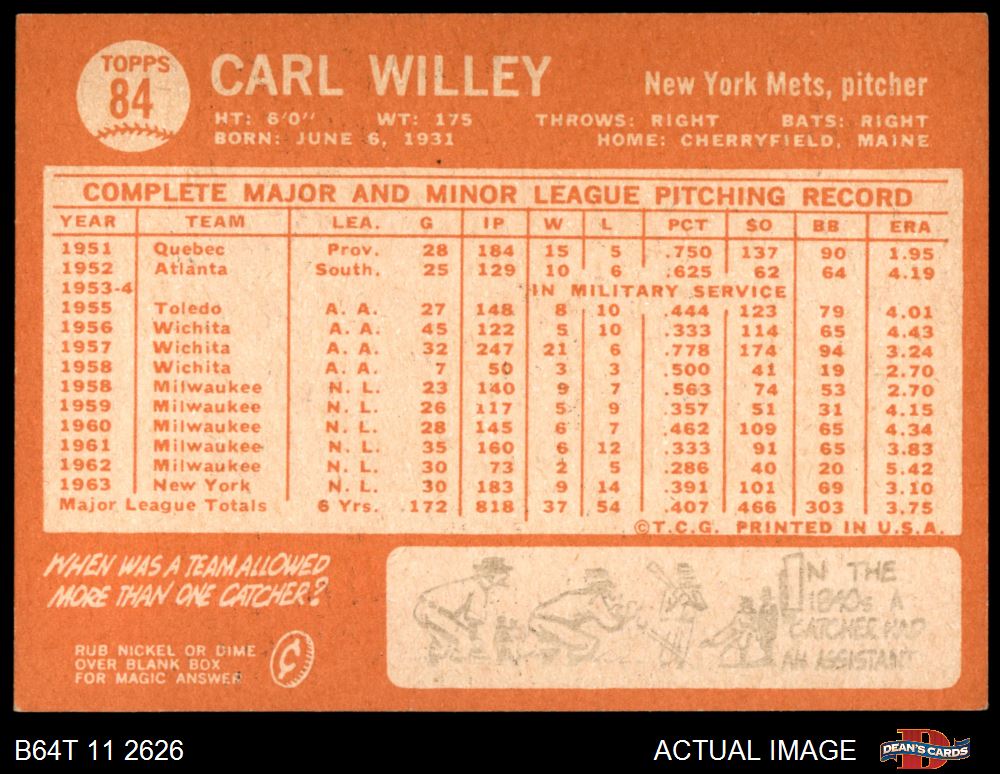 TOPPS
84
CARL WILLEY
New York Mets, pitcher
HT: 6'0" WT: 175 THROWS: RIGHT BATS: RIGHT
BORN: JUNE 6, 1931 HOME: CHERRYFIELD, MAINE
COMPLETE MAJOR AND MINOR LEAGUE PITCHING RECORD
YEAR TEAM LEA. G IP W L PCT SO BB ERA
1951 Quebec Prov. 28 184 15 5 .750 137 90 1.95
1952 Atlanta South. 25 129 10 6 .625 62 64 4.19
1953-4 IN MILITARY SERVICE
1955 Toledo A. A. 27 148 8 10 .444 123 79 4.01
1956 Wichita A. A. 45 122 5 10 .333 114 65 4.43
1957 Wichita A. A. 32 247 21 6 .778 174 94 3.24
1958 Wichita A. A. 7 50 3 3 .500 41 19 2.70
1958 Milwaukee N. L. 23 140 9 7 .563 74 53 2.70
1959 Milwaukee N. L. 26 117 5 9 .357 51 31 4.15
1960 Milwaukee N. L. 28 145 6 7 .462 109 65 4.34
1961 Milwaukee N. L. 35 160 6 12 .333 91 65 3.83
1962 Milwaukee N. L. 30 73 2 5 .286 40 20 5.42
1963 New York N. L. 30 183 9 14 .391 101 69 3.10
Major League Totals 6 Yrs. 172 818 37 54 .407 466 303 3.75
©T.C.G. PRINTED IN U.S.A.
WHEN WAS A TEAM ALLOWED
MORE THAN ONE CATCHER?
RUB NICKEL OR DIME
OVER BLANK BOX
FOR MAGIC ANSWER
¢
IN THE
1890s A
CATCHER HAD
AN ASSISTANT
B64T 11 2626
ACTUAL IMAGE
DEAN'S CARDS